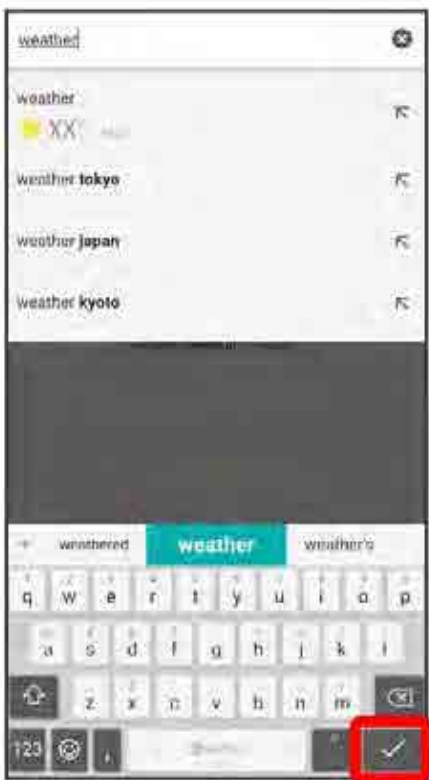 weather
weather
XX
weather tokyo
weather japan
weather kyoto
weathered weather weather's
q w e r t y u i o p
a s d f g h j k l
z x c v b n m
123 ,